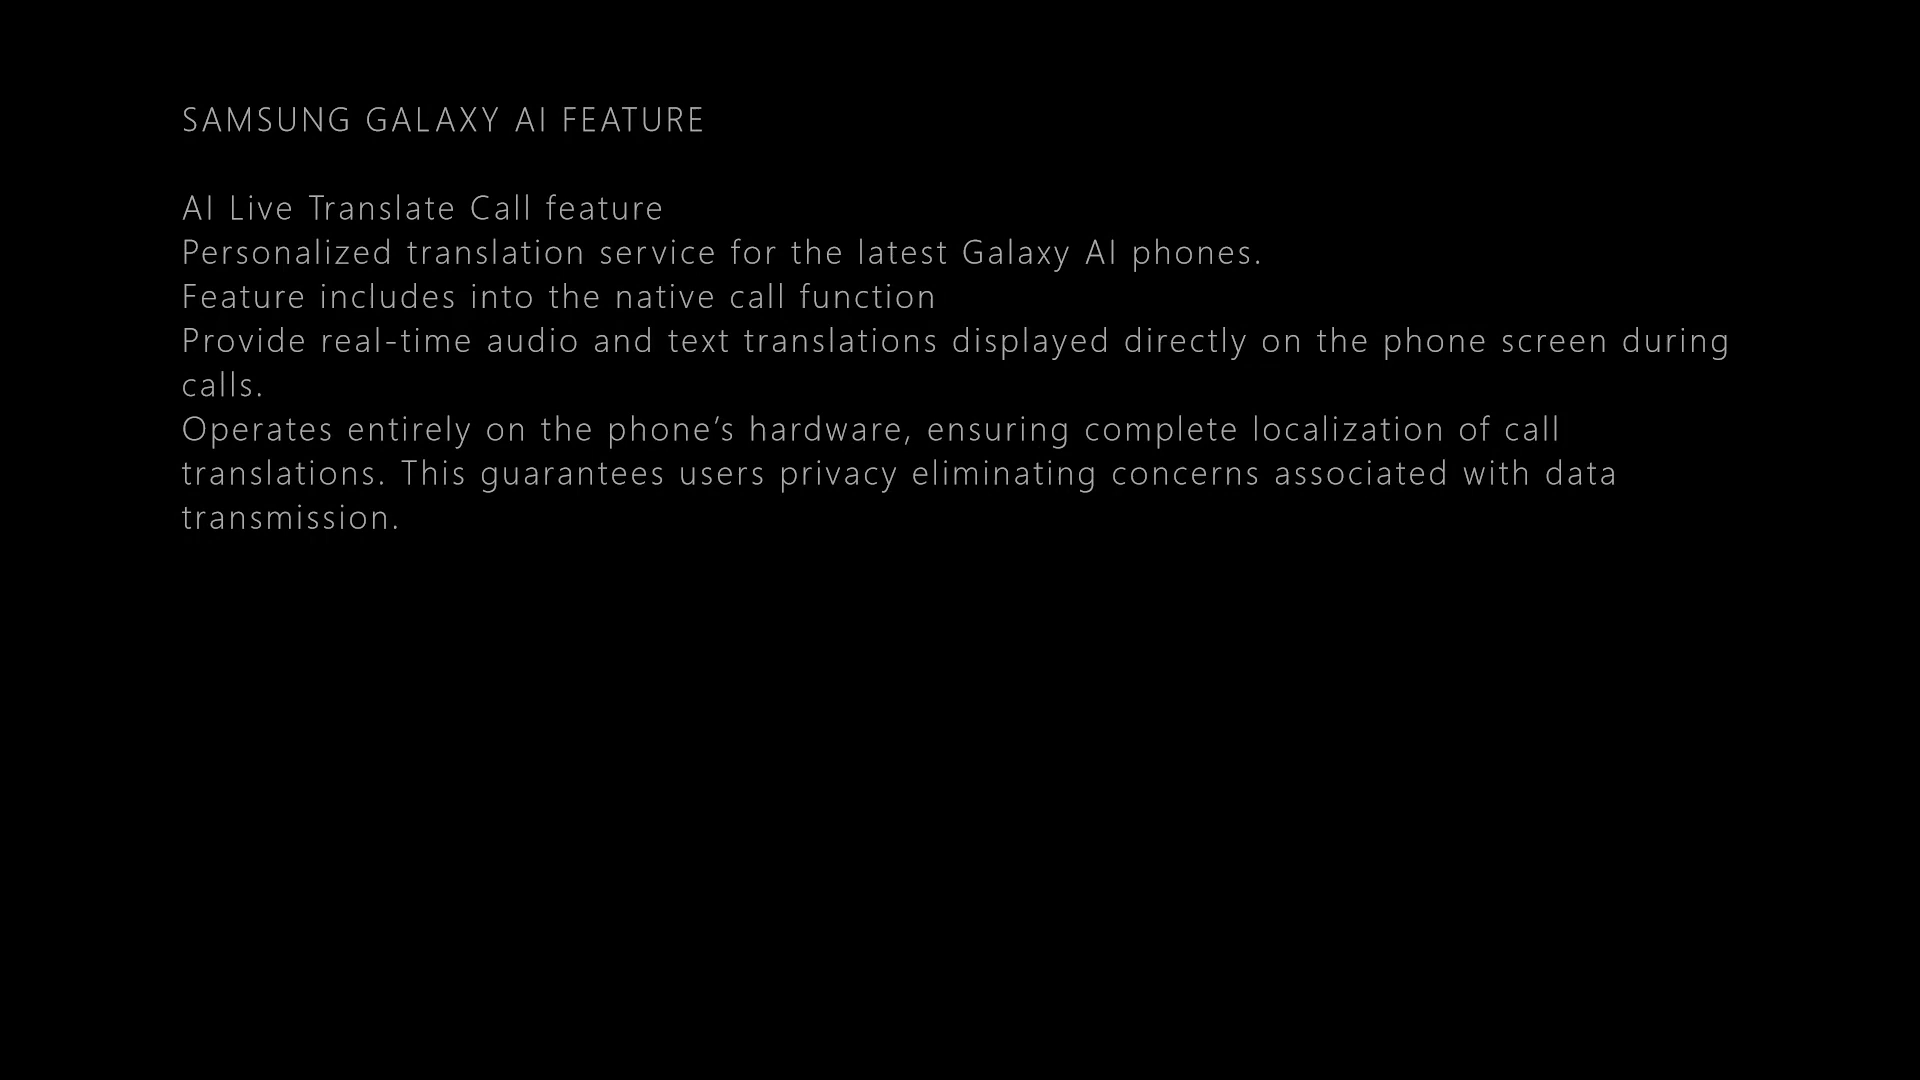 SAMSUNG GALAXY AI FEATURE
AI Live Translate Call feature
Personalized translation service for the latest Galaxy AI phones.
Feature includes into the native call function
Provide real-time audio and text translations displayed directly on the phone screen during
calls.
Operates entirely on the phone’s hardware, ensuring complete localization of call
translations. This guarantees users privacy eliminating concerns associated with data
transmission.